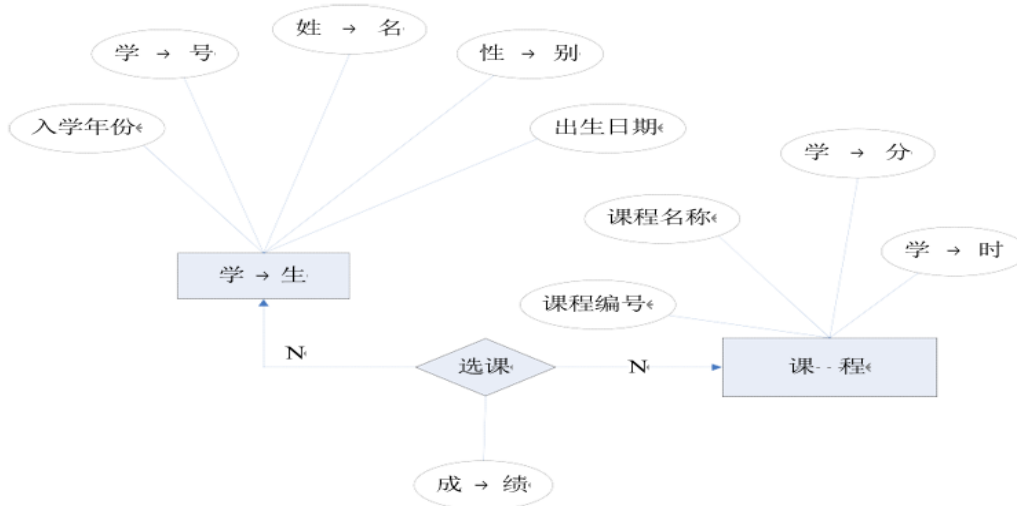 姓 → 名
学 → 号
性 → 别
入学年份
出生日期
学 → 分
课程名称
学 → 时
学 → 生
课程编号
N
选课
N
课··程
成 → 绩